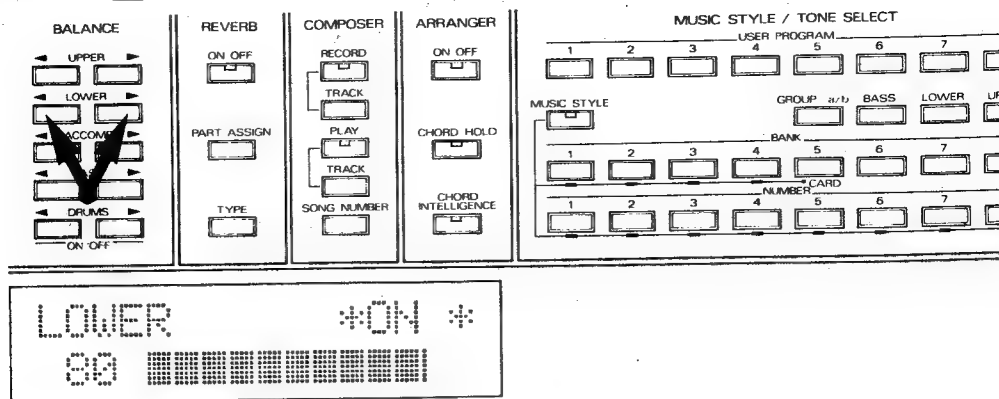 BALANCE
◄ UPPER ►
◄ LOWER ►
◄ ACCOMP ►
◄ ►
◄ DRUMS ►
ON OFF
REVERB
ON OFF
PART ASSIGN
TYPE
COMPOSER
RECORD
TRACK
PLAY
TRACK
SONG NUMBER
ARRANGER
ON OFF
CHORD HOLD
CHORD
INTELLIGENCE
MUSIC STYLE / TONE SELECT
USER PROGRAM
1 2 3 4 5 6 7
MUSIC STYLE
GROUP a/b BASS LOWER
BANK
1 2 3 4 5 6 7
CARD
NUMBER
1 2 3 4 5 6 7
LOWER *ON *
80